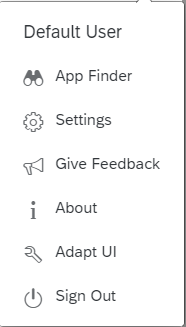 Default User
App Finder
Settings
Give Feedback
About
Adapt UI
Sign Out